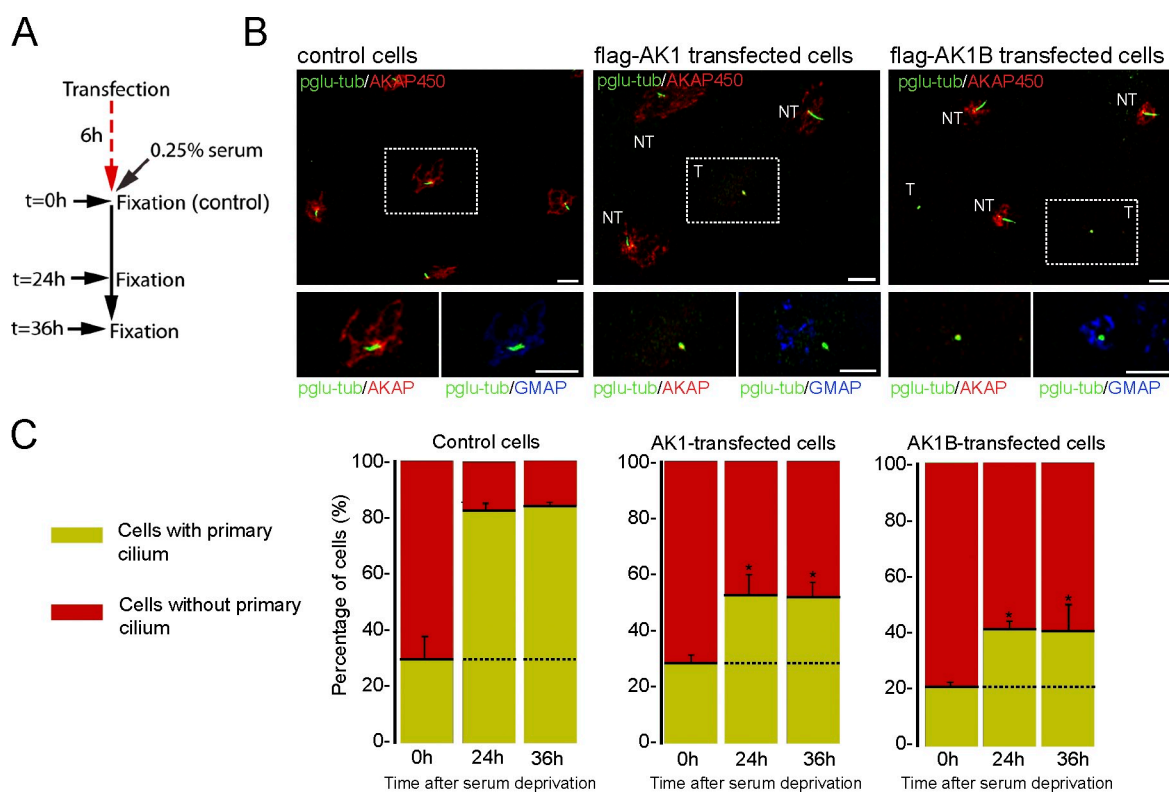 A
Transfection
6h
0.25% serum
t=0h
Fixation (control)
t=24h
Fixation
t=36h
Fixation
B
control cells
pglu-tub/AKAP450
pglu-tub/AKAP
pglu-tub/GMAP
flag-AK1 transfected cells
pglu-tub/AKAP450
NT
NT
T
NT
pglu-tub/AKAP
pglu-tub/GMAP
flag-AK1B transfected cells
pglu-tub/AKAP450
NT
NT
T
NT
T
pglu-tub/AKAP
pglu-tub/GMAP
C
Cells with primary
cilium
Cells without primary
cilium
Control cells
Percentage of cells (%)
100-
80-
60-
40-
20-
0-
0h
24h
36h
Time after serum deprivation
AK1-transfected cells
100-
80-
60-
40-
20-
0-
*
*
0h
24h
36h
Time after serum deprivation
AK1B-transfected cells
100-
80-
60-
40-
20-
0-
*
*
0h
24h
36h
Time after serum deprivation